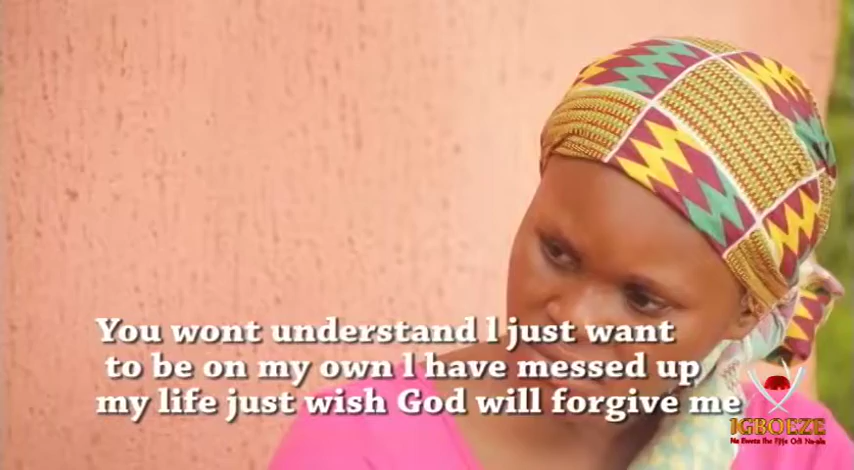 You wont understand l just want
to be on my own l have messed up
my life just wish God will forgive me
IGBOEZE